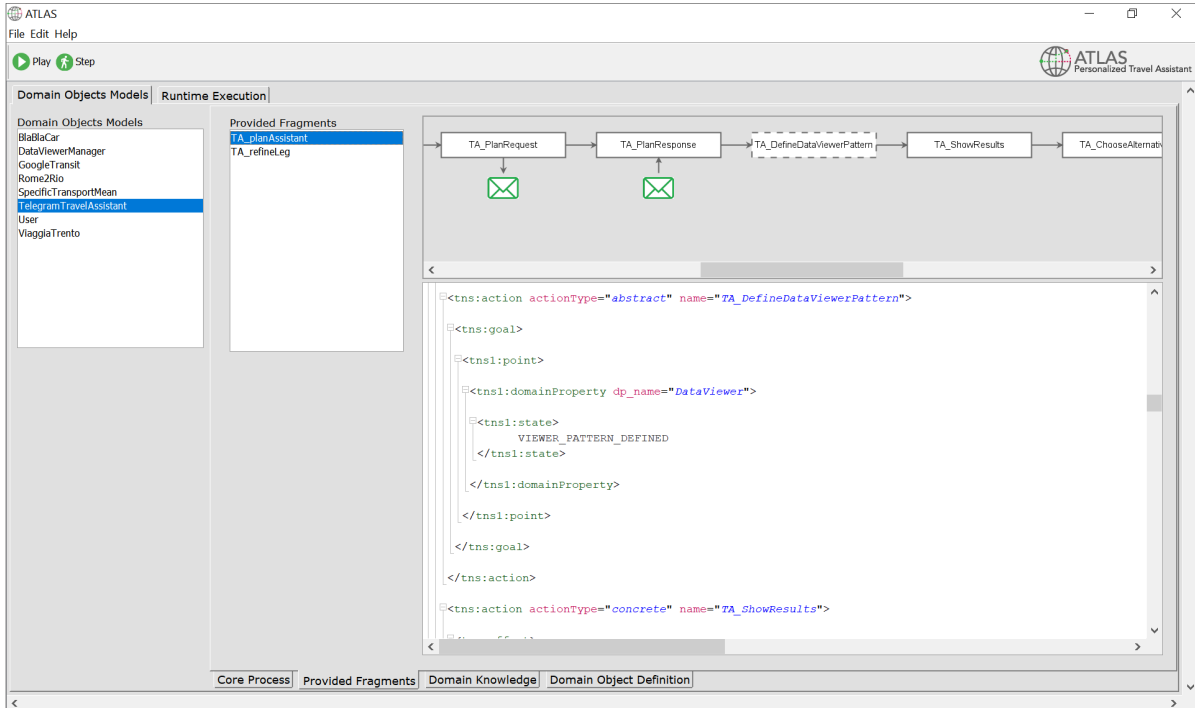 ATLAS
File Edit Help
Play Step
ATLAS
Personalized Travel Assistant
Domain Objects Models Runtime Execution
Domain Objects Models
BlaBlaCar
DataViewerManager
GoogleTransit
Rome2Rio
SpecificTransportMean
TelegramTravelAssistant
User
ViaggiaTrento
Provided Fragments
TA_planAssistant
TA_refineLeg
TA_PlanRequest TA_PlanResponse TA_DefineDataViewerPattern TA_ShowResults TA_ChooseAlternativ
<tns:action actionType="abstract" name="TA_DefineDataViewerPattern">
<tns:goal>
<tns1:point>
<tns1:domainProperty dp_name="DataViewer">
<tns1:state>
VIEWER_PATTERN_DEFINED
</tns1:state>
</tns1:domainProperty>
</tns1:point>
</tns:goal>
</tns:action>
<tns:action actionType="concrete" name="TA_ShowResults">
Core Process Provided Fragments Domain Knowledge Domain Object Definition